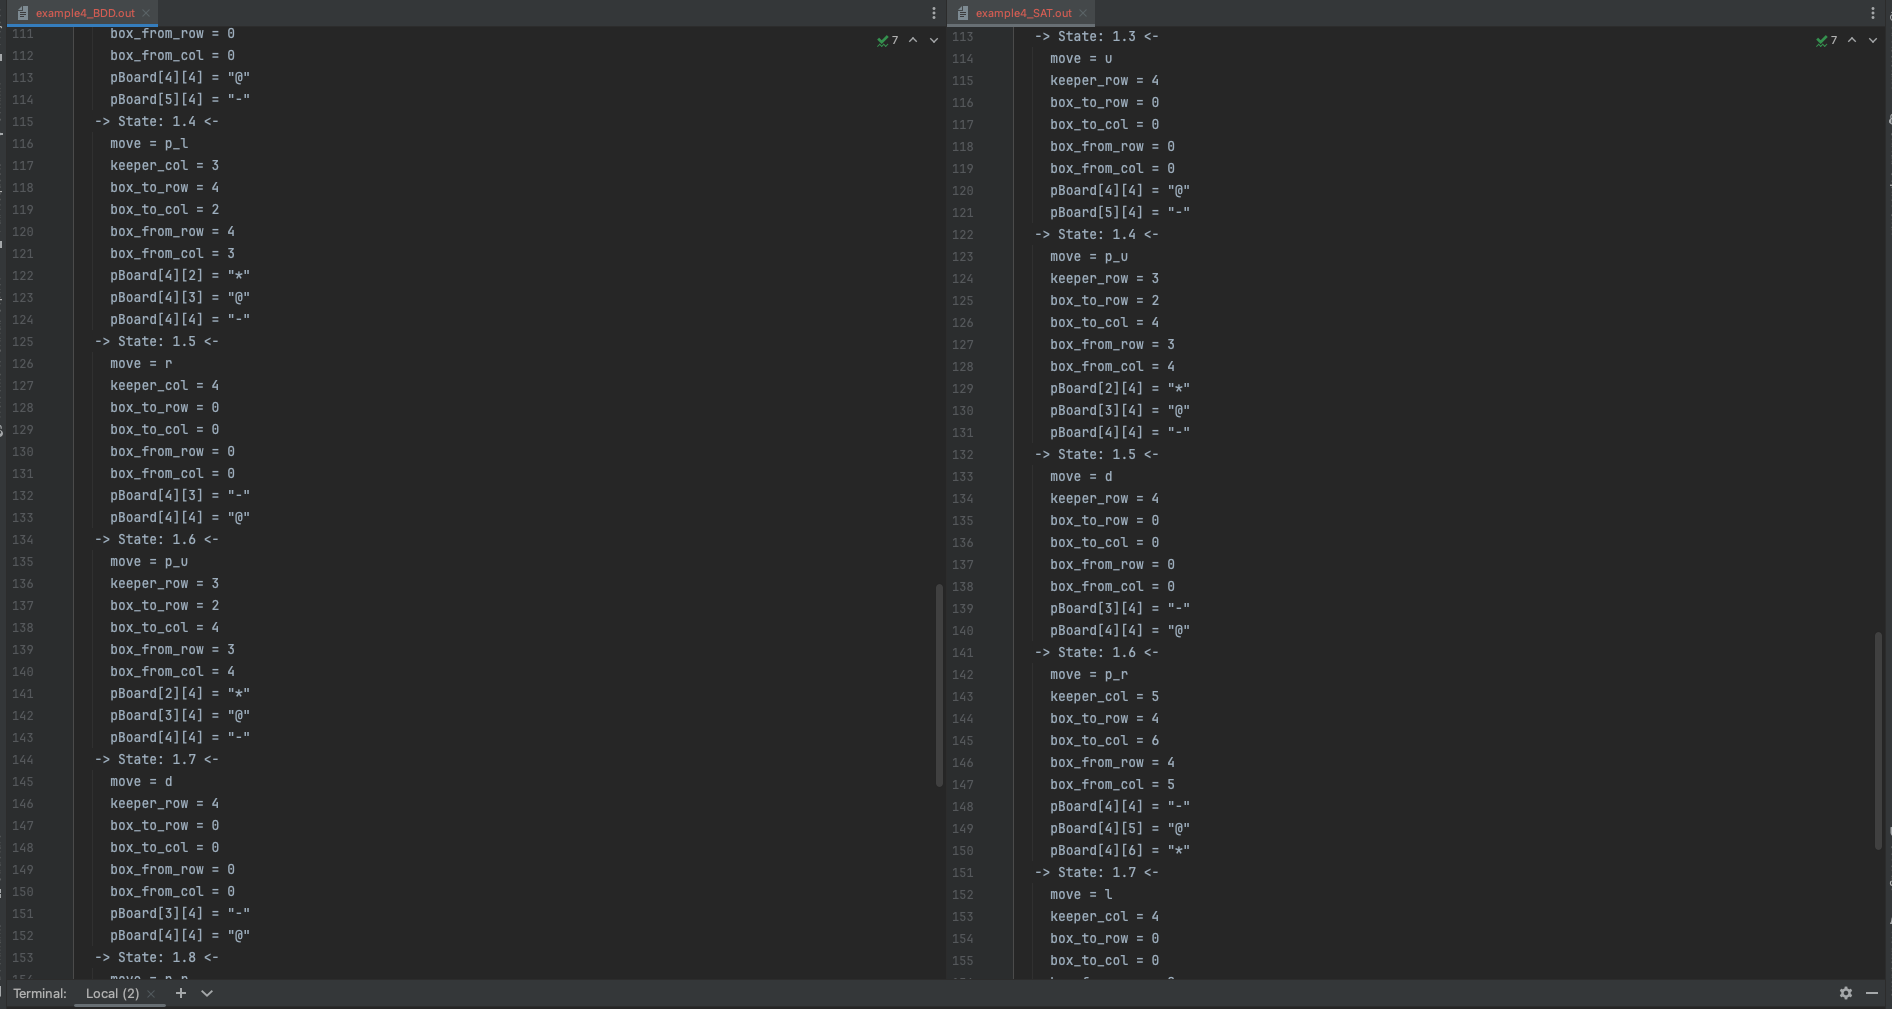 example4_BDD.out
111 box_from_row = 0
112 box_from_col = 0
113 pBoard[4][4] = "@"
114 pBoard[5][4] = "-"
115 -> State: 1.4 <-
116 move = p_l
117 keeper_col = 3
118 box_to_row = 4
119 box_to_col = 2
120 box_from_row = 4
121 box_from_col = 3
122 pBoard[4][2] = "*"
123 pBoard[4][3] = "@"
124 pBoard[4][4] = "-"
125 -> State: 1.5 <-
126 move = r
127 keeper_col = 4
128 box_to_row = 0
129 box_to_col = 0
130 box_from_row = 0
131 box_from_col = 0
132 pBoard[4][3] = "-"
133 pBoard[4][4] = "@"
134 -> State: 1.6 <-
135 move = p_u
136 keeper_row = 3
137 box_to_row = 2
138 box_to_col = 4
139 box_from_row = 3
140 box_from_col = 4
141 pBoard[2][4] = "*"
142 pBoard[3][4] = "@"
143 pBoard[4][4] = "-"
144 -> State: 1.7 <-
145 move = d
146 keeper_row = 4
147 box_to_row = 0
148 box_to_col = 0
149 box_from_row = 0
150 box_from_col = 0
151 pBoard[3][4] = "-"
152 pBoard[4][4] = "@"
153 -> State: 1.8 <-
7
example4_SAT.out
113 -> State: 1.3 <-
114 move = u
115 keeper_row = 4
116 box_to_row = 0
117 box_to_col = 0
118 box_from_row = 0
119 box_from_col = 0
120 pBoard[4][4] = "@"
121 pBoard[5][4] = "-"
122 -> State: 1.4 <-
123 move = p_u
124 keeper_row = 3
125 box_to_row = 2
126 box_to_col = 4
127 box_from_row = 3
128 box_from_col = 4
129 pBoard[2][4] = "*"
130 pBoard[3][4] = "@"
131 pBoard[4][4] = "-"
132 -> State: 1.5 <-
133 move = d
134 keeper_row = 4
135 box_to_row = 0
136 box_to_col = 0
137 box_from_row = 0
138 box_from_col = 0
139 pBoard[3][4] = "-"
140 pBoard[4][4] = "@"
141 -> State: 1.6 <-
142 move = p_r
143 keeper_col = 5
144 box_to_row = 4
145 box_to_col = 6
146 box_from_row = 4
147 box_from_col = 5
148 pBoard[4][4] = "-"
149 pBoard[4][5] = "@"
150 pBoard[4][6] = "*"
151 -> State: 1.7 <-
152 move = l
153 keeper_col = 4
154 box_to_row = 0
155 box_to_col = 0
7
Terminal: Local (2)